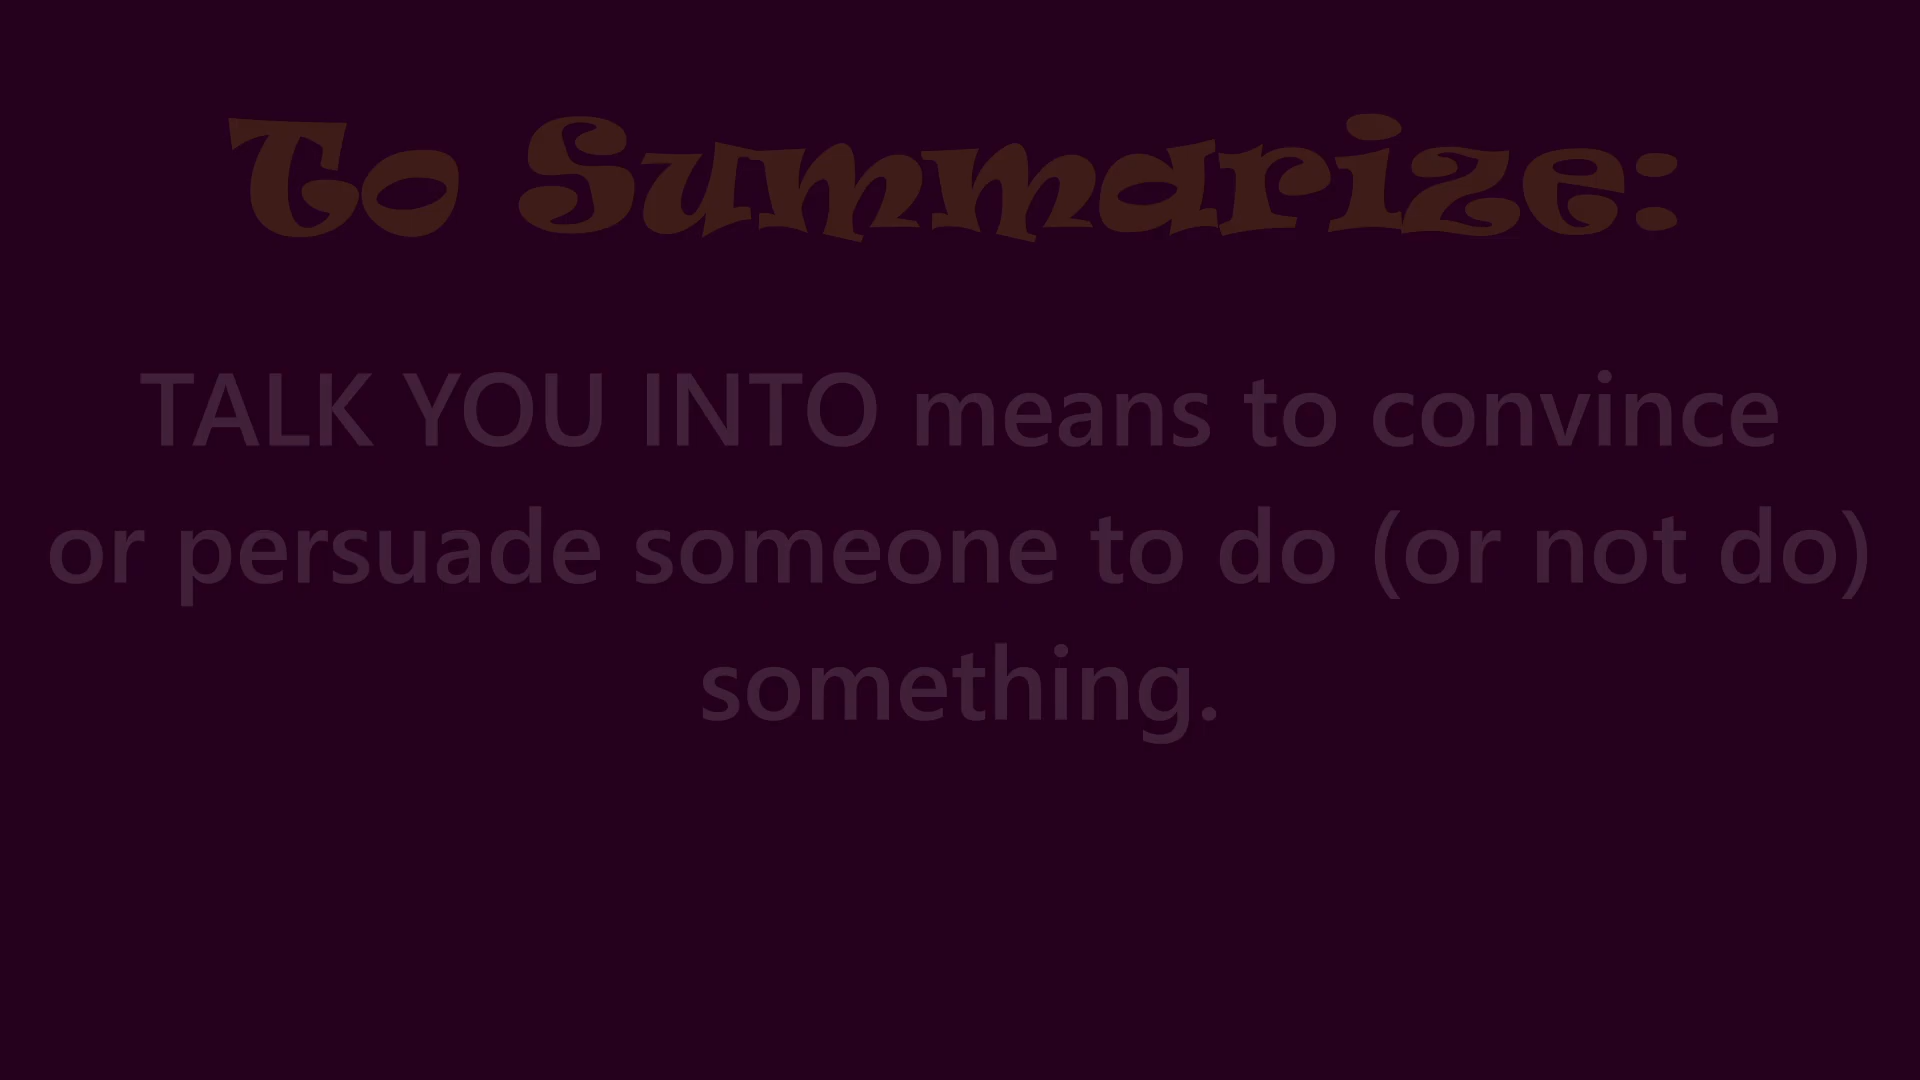 To Summarize:
TALK YOU INTO means to convince
or persuade someone to do (or not do)
something.